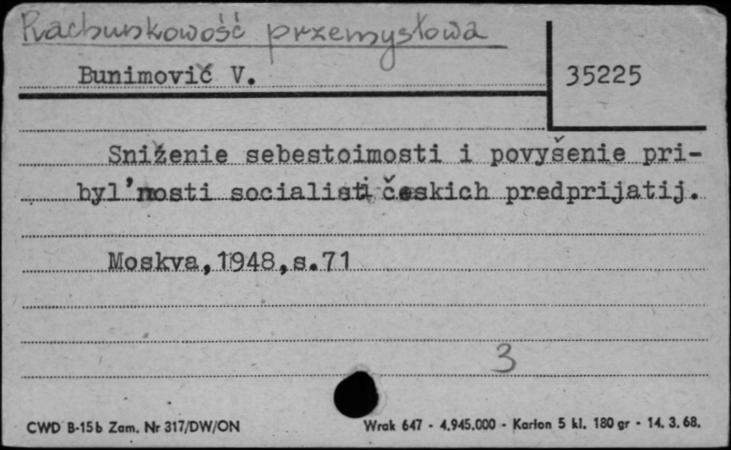 Rachunkowość przemysłowa
Bunimovič V.
35225
Sniženie sebestoimosti i povyšenie pri-
byl'nosti socialističeskich predprijatij.
Moskva,1948,s.71
3
CWD B-15b Zam. Nr 317/DW/ON
Wrak 647 - 4.945.000 - Karton 5 kl. 180 gr - 14. 3. 68.